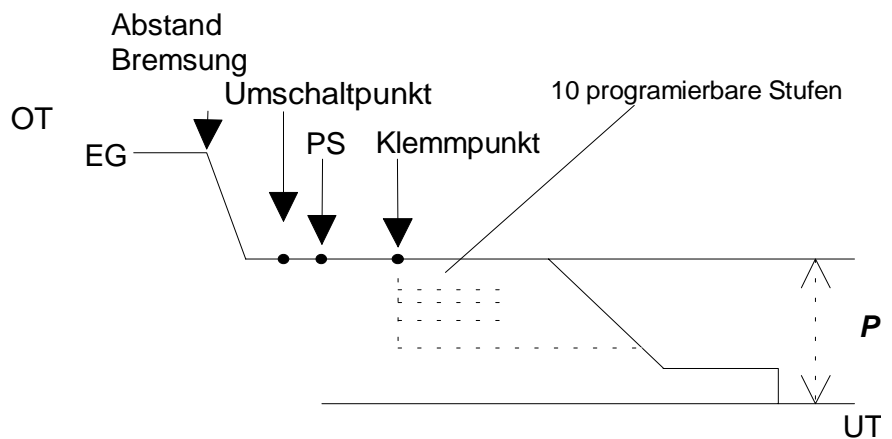 Abstand
Bremsung
Umschaltpunkt
10 programierbare Stufen
OT
PS
Klemmpunkt
EG
P
UT